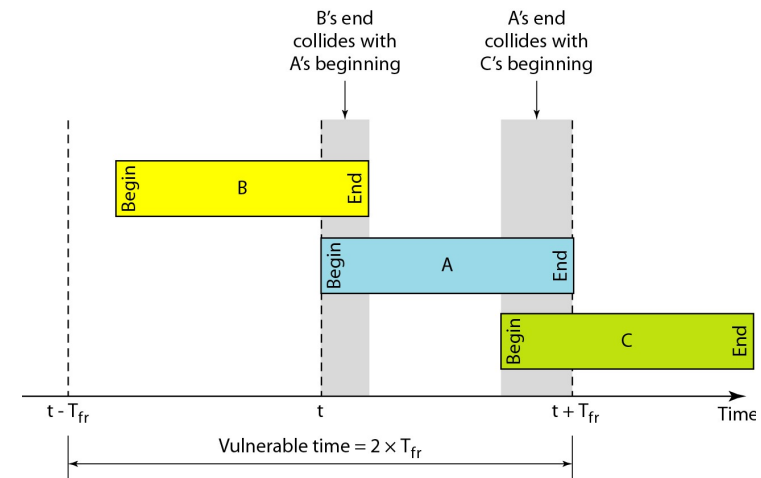 B's end
collides with
A's beginning
A's end
collides with
C's beginning
Begin B End
Begin A End
Begin C End
t - Tfr
t
t + Tfr
Time
Vulnerable time = 2 × Tfr